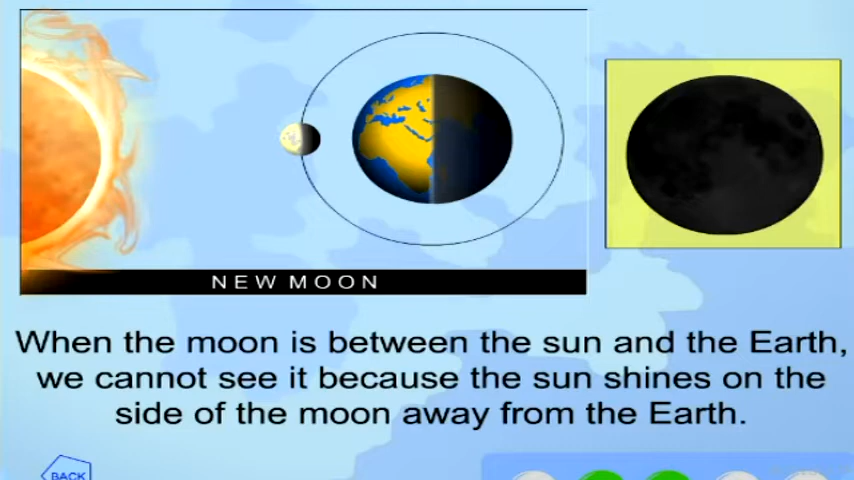 NEW MOON
When the moon is between the sun and the Earth,
we cannot see it because the sun shines on the
side of the moon away from the Earth.
BACK